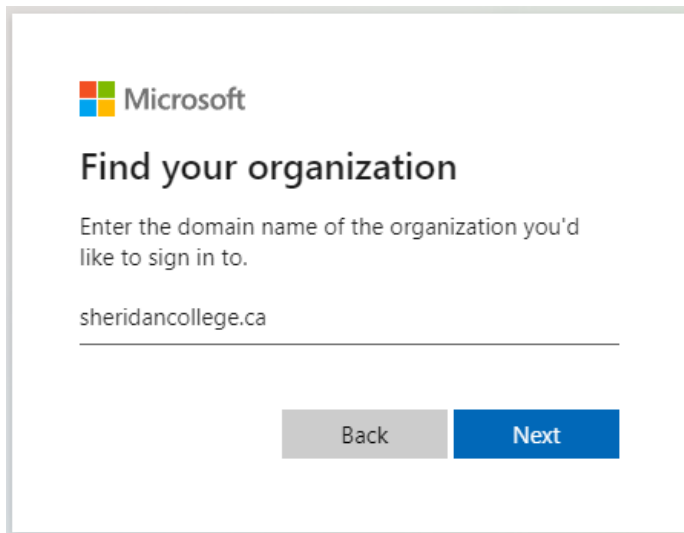 Microsoft
Find your organization
Enter the domain name of the organization you'd
like to sign in to.
sheridancollege.ca
Back Next